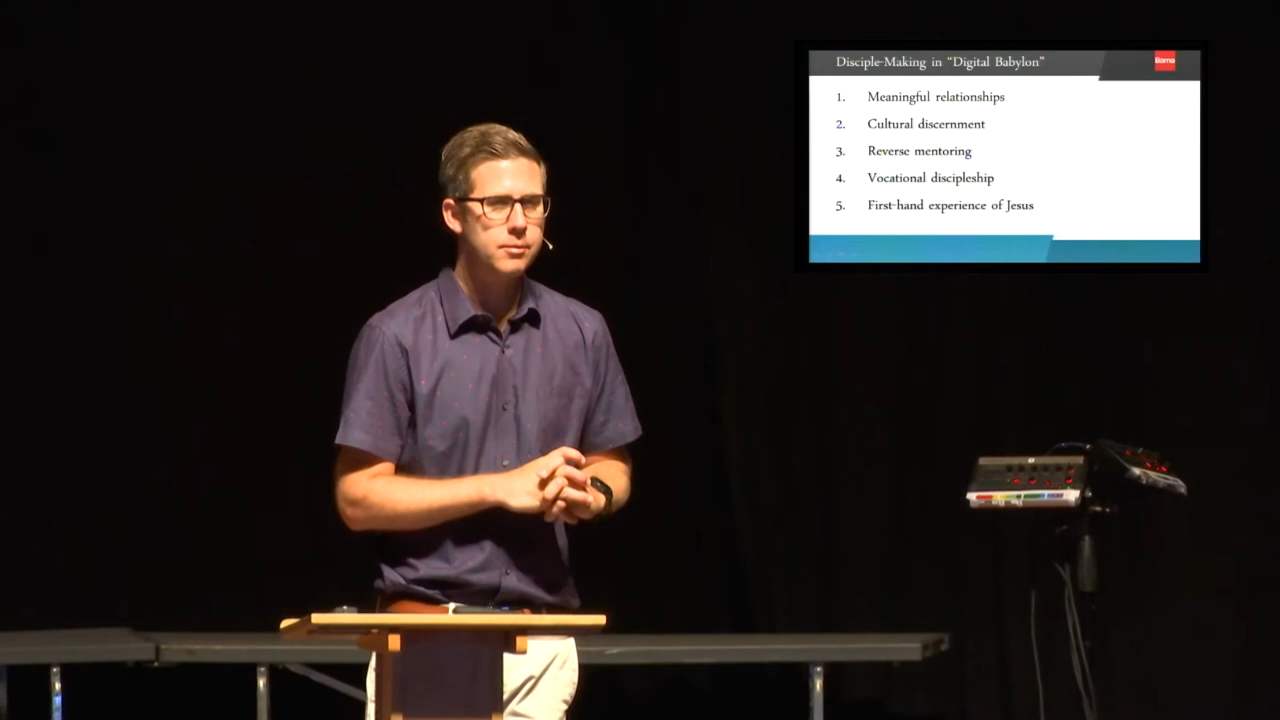 Disciple-Making in “Digital Babylon”
Barna
1. Meaningful relationships
2. Cultural discernment
3. Reverse mentoring
4. Vocational discipleship
5. First-hand experience of Jesus